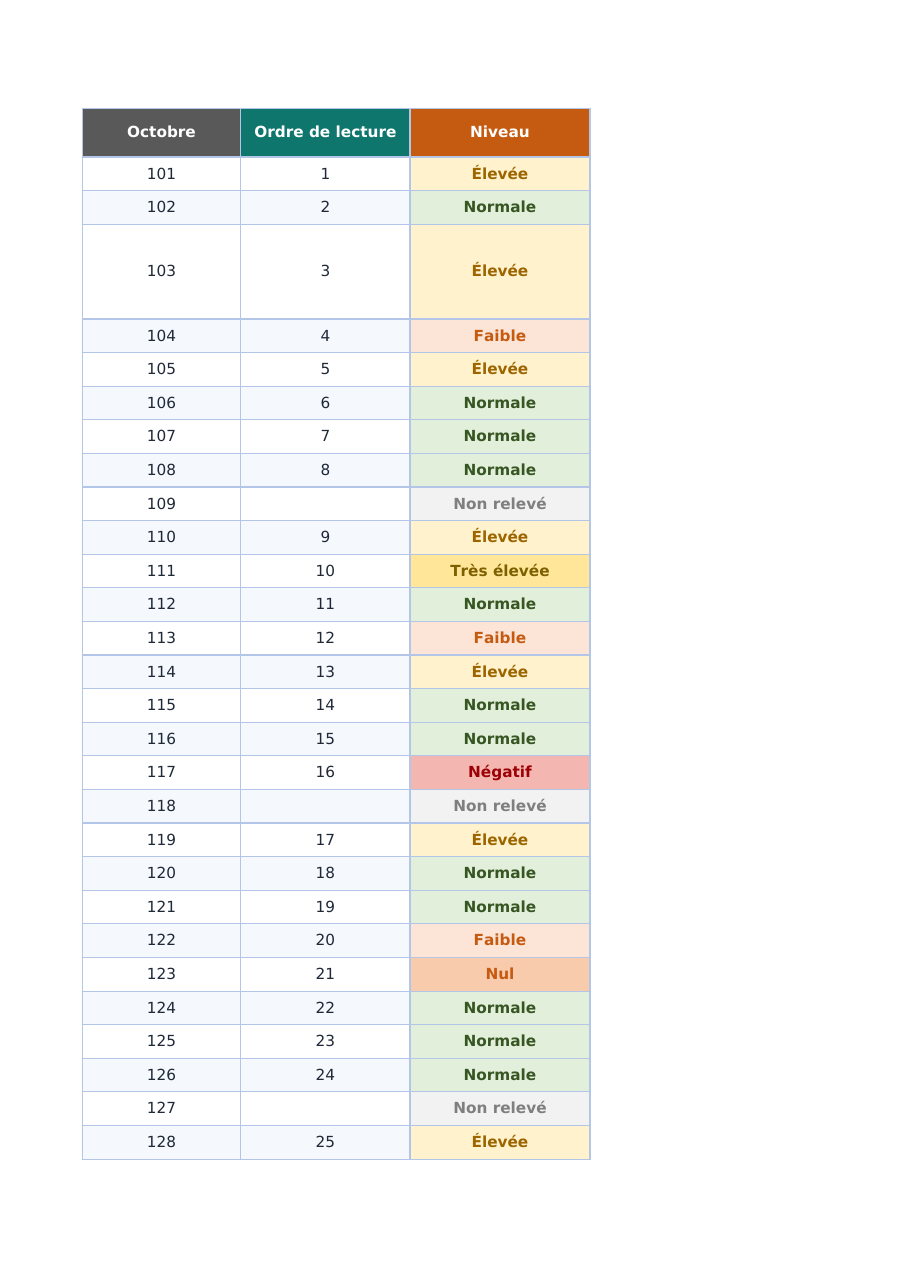 Octobre Ordre de lecture Niveau
101 1 Élevée
102 2 Normale
103 3 Élevée
104 4 Faible
105 5 Élevée
106 6 Normale
107 7 Normale
108 8 Normale
109 Non relevé
110 9 Élevée
111 10 Très élevée
112 11 Normale
113 12 Faible
114 13 Élevée
115 14 Normale
116 15 Normale
117 16 Négatif
118 Non relevé
119 17 Élevée
120 18 Normale
121 19 Normale
122 20 Faible
123 21 Nul
124 22 Normale
125 23 Normale
126 24 Normale
127 Non relevé
128 25 Élevée